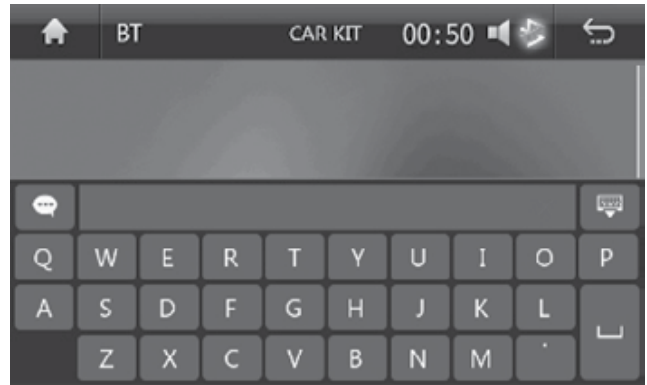 BT CAR KIT 00:50
Q W E R T Y U I O P
A S D F G H J K L
Z X C V B N M .